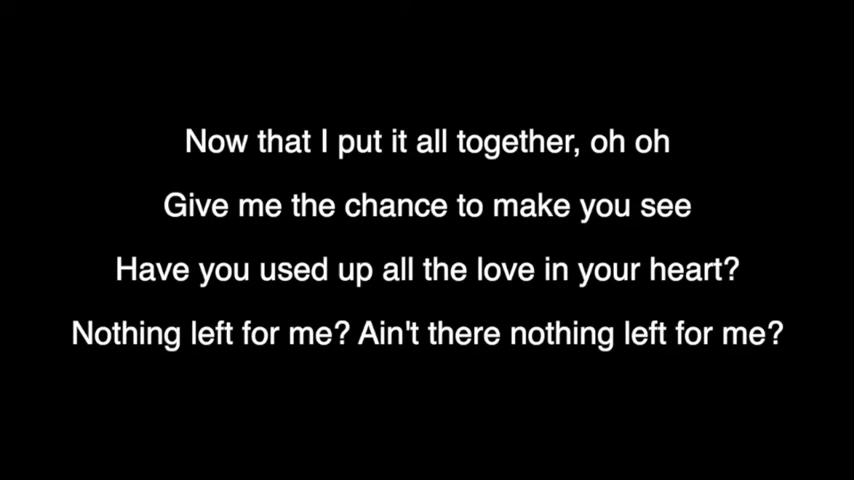 Now that I put it all together, oh oh
Give me the chance to make you see
Have you used up all the love in your heart?
Nothing left for me? Ain't there nothing left for me?